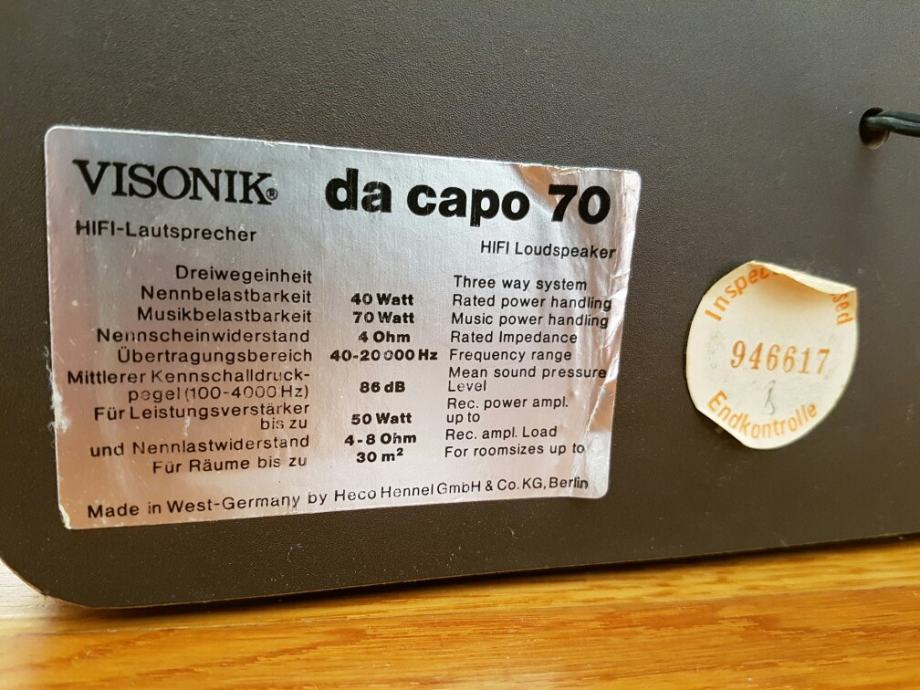 VISONIK® da capo 70
HIFI-Lautsprecher HIFI Loudspeaker
Dreiwegeinheit Three way system
Nennbelastbarkeit 40 Watt Rated power handling
Musikbelastbarkeit 70 Watt Music power handling
Nennscheinwiderstand 4 Ohm Rated Impedance
Übertragungsbereich 40-20000 Hz Frequency range
Mittlerer Kennschalldruck- Mean sound pressure
pegel (100-4000 Hz) 86 dB Level
Für Leistungsverstärker Rec. power ampl.
bis zu 50 Watt up to
und Nennlastwiderstand 4-8 Ohm Rec. ampl. Load
Für Räume bis zu 30 m² For roomsizes up to
Made in West-Germany by Heco Hennel GmbH & Co. KG, Berlin
946617
Endkontrolle